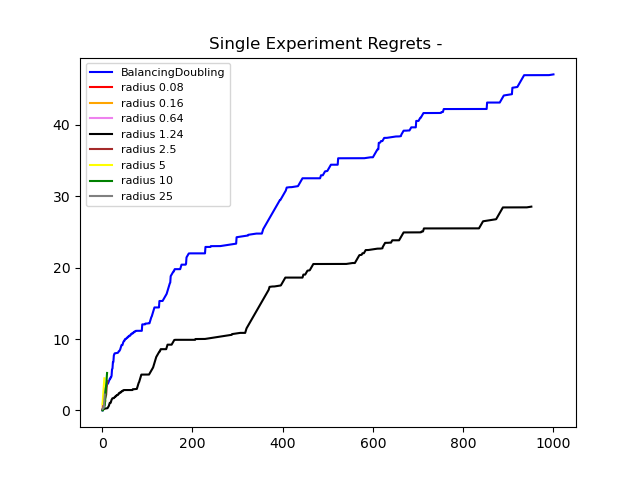 Single Experiment Regrets -
BalancingDoubling
radius 0.08
radius 0.16
radius 0.64
radius 1.24
radius 2.5
radius 5
radius 10
radius 25
40
30
20
10
0
0 200 400 600 800 1000